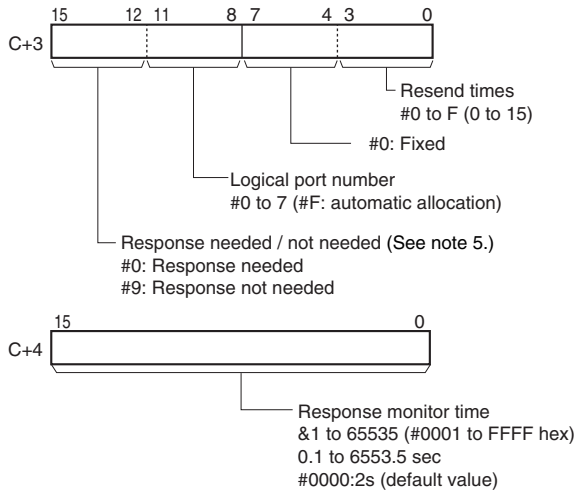 15 12 11 8 7 4 3 0
C+3
Resend times
#0 to F (0 to 15)
#0: Fixed
Logical port number
#0 to 7 (#F: automatic allocation)
Response needed / not needed (See note 5.)
#0: Response needed
#9: Response not needed
15 0
C+4
Response monitor time
&1 to 65535 (#0001 to FFFF hex)
0.1 to 6553.5 sec
#0000:2s (default value)